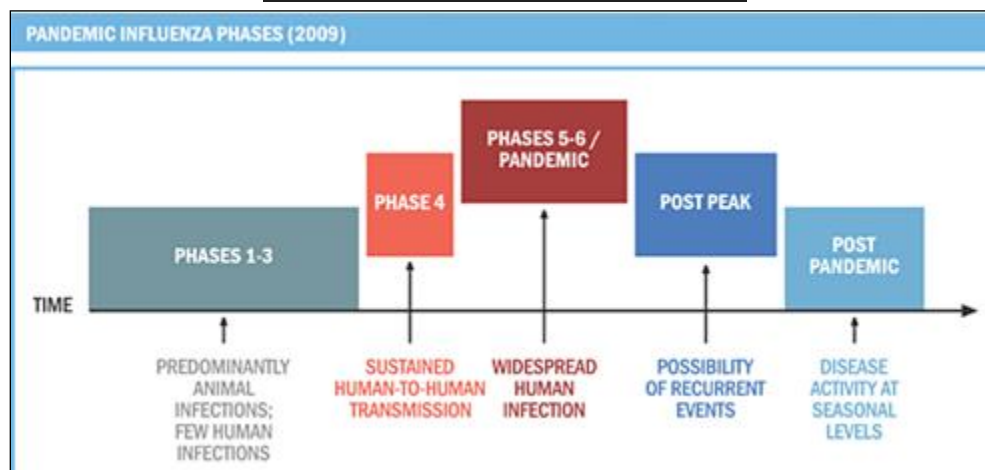 PANDEMIC INFLUENZA PHASES (2009)
PHASES 5-6 /
PANDEMIC
PHASE 4
POST PEAK
PHASES 1-3
POST
PANDEMIC
TIME
PREDOMINANTLY
ANIMAL
INFECTIONS;
FEW HUMAN
INFECTIONS
SUSTAINED
HUMAN-TO-HUMAN
TRANSMISSION
WIDESPREAD
HUMAN
INFECTION
POSSIBILITY
OF RECURRENT
EVENTS
DISEASE
ACTIVITY AT
SEASONAL
LEVELS